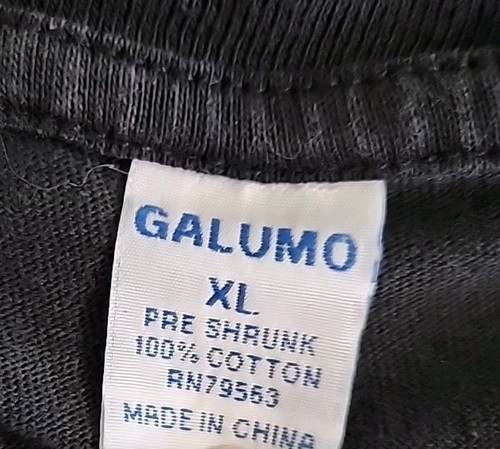 GALUMO
XL
PRE SHRUNK
100% COTTON
RN79563
MADE IN CHINA